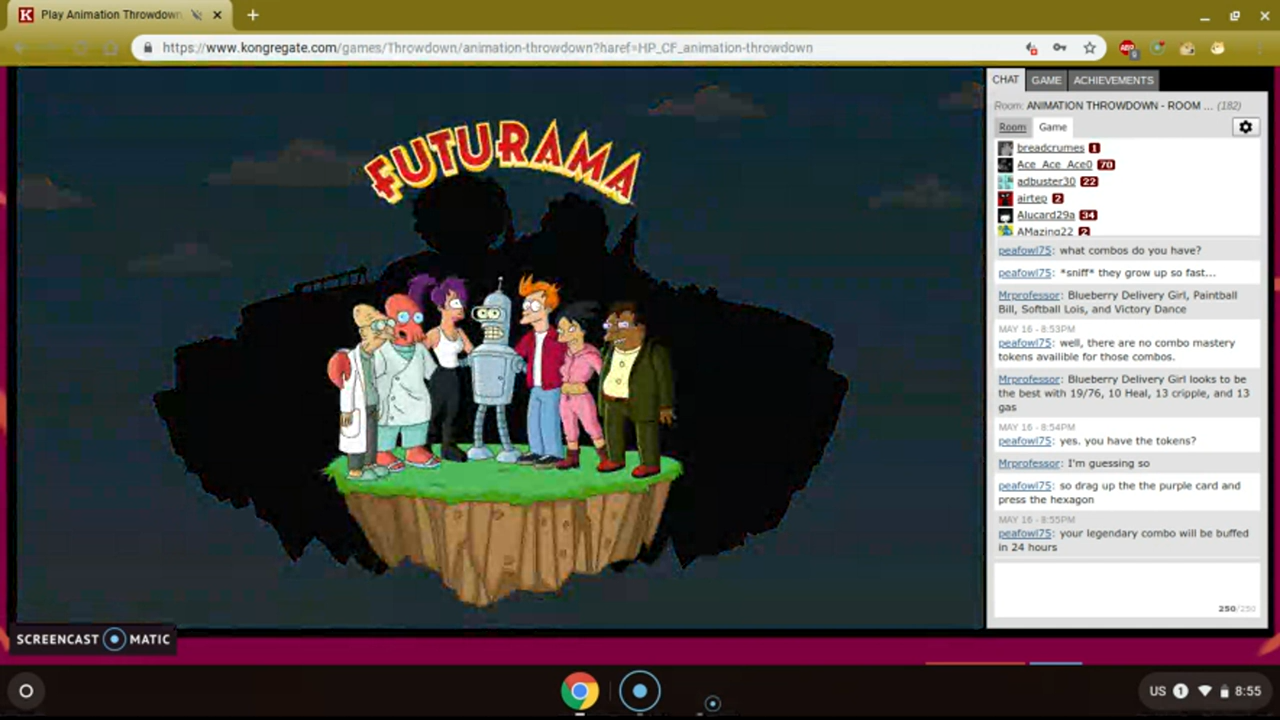 Play Animation Throwdown
https://www.kongregate.com/games/Throwdown/animation-throwdown?haref=HP_CF_animation-throwdown
FUTURAMA
CHAT GAME ACHIEVEMENTS
Room: ANIMATION THROWDOWN - ROOM ... (182)
Room Game
breadcrumes 1
Ace_Ace_Ace0 70
adbuster30 22
airtep 2
Alucard29a 34
AMazing22 2
peafowl75: what combos do you have?
peafowl75: *sniff* they grow up so fast...
Mrprofessor: Blueberry Delivery Girl, Paintball
Bill, Softball Lois, and Victory Dance
MAY 16 - 8:53PM
peafowl75: well, there are no combo mastery
tokens availible for those combos.
Mrprofessor: Blueberry Delivery Girl looks to be
the best with 19/76, 10 Heal, 13 cripple, and 13
gas
MAY 16 - 8:54PM
peafowl75: yes. you have the tokens?
Mrprofessor: I'm guessing so
peafowl75: so drag up the the purple card and
press the hexagon
MAY 16 - 8:55PM
peafowl75: your legendary combo will be buffed
in 24 hours
250/250
SCREENCAST MATIC
US 1 8:55